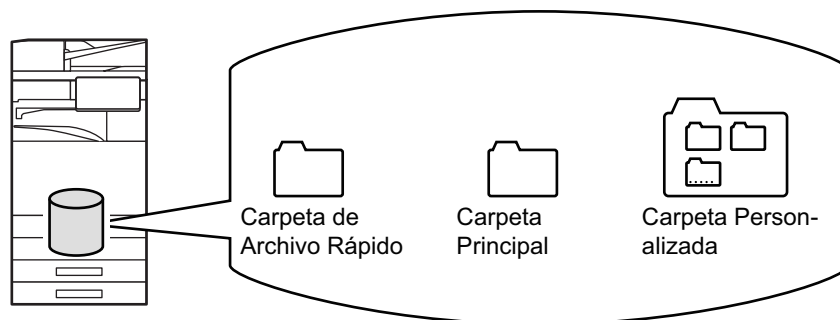 Carpeta de
Archivo Rápido
Carpeta
Principal
Carpeta Person-
alizada